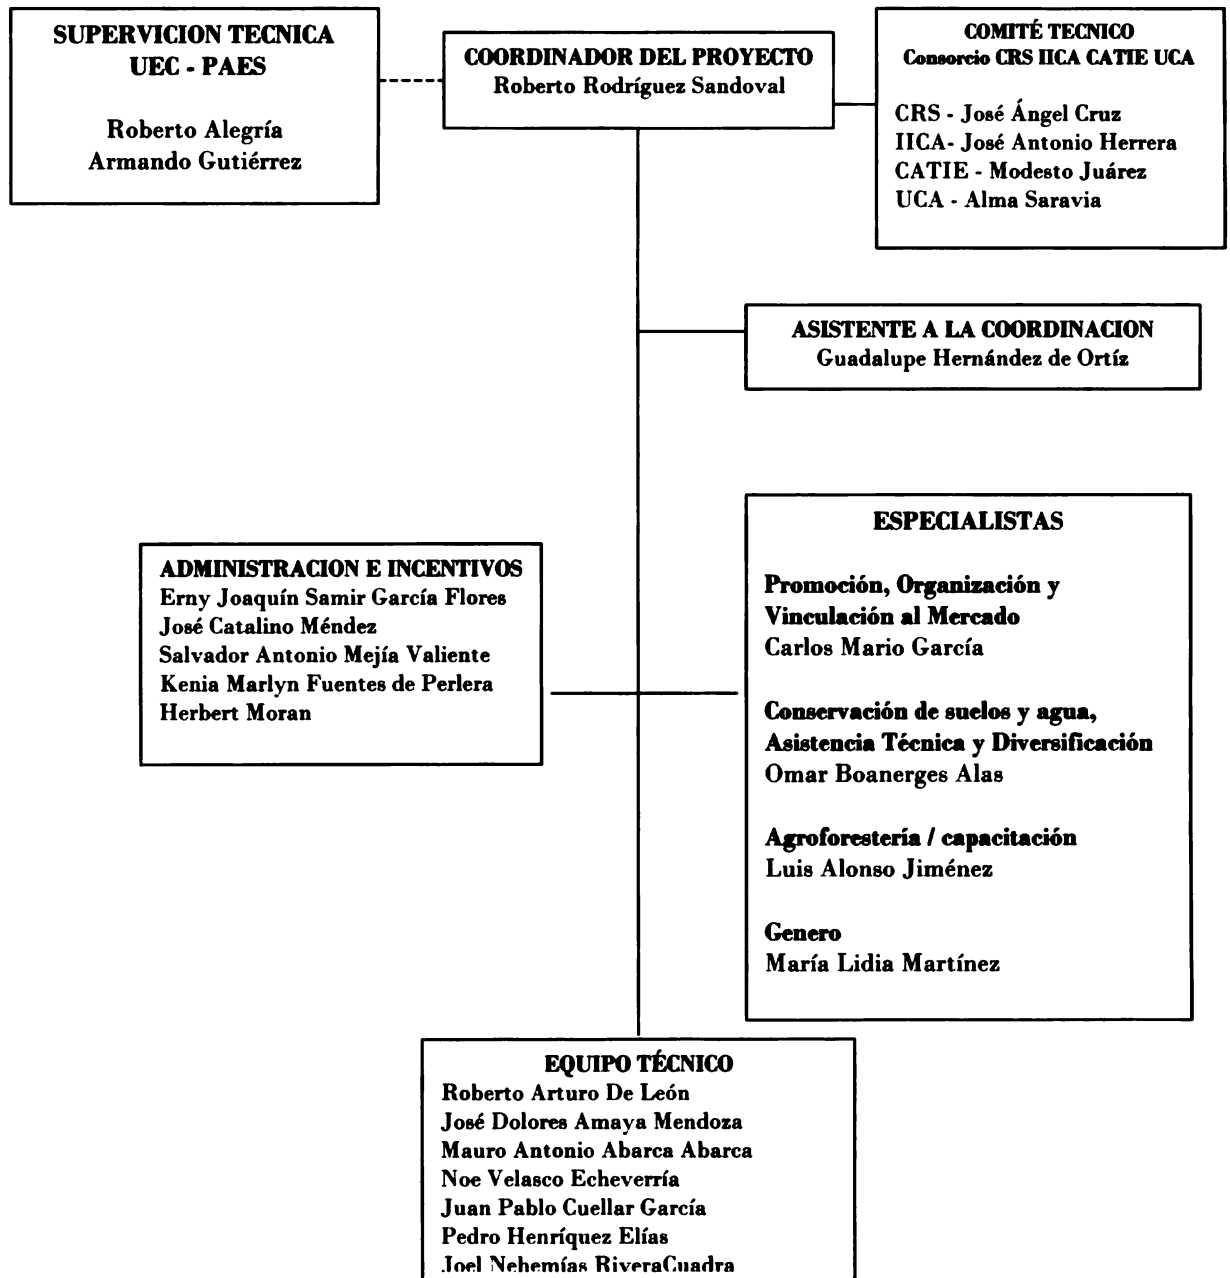 SUPERVICION TECNICA
UEC - PAES
Roberto Alegría
Armando Gutiérrez
COORDINADOR DEL PROYECTO
Roberto Rodríguez Sandoval
COMITÉ TECNICO
Consorcio CRS IICA CATIE UCA
CRS - José Ángel Cruz
IICA- José Antonio Herrera
CATIE - Modesto Juárez
UCA - Alma Saravia
ASISTENTE A LA COORDINACION
Guadalupe Hernández de Ortíz
ADMINISTRACION E INCENTIVOS
Erny Joaquín Samir García Flores
José Catalino Méndez
Salvador Antonio Mejía Valiente
Kenia Marlyn Fuentes de Perlera
Herbert Moran
ESPECIALISTAS
Promoción, Organización y
Vinculación al Mercado
Carlos Mario García
Conservación de suelos y agua,
Asistencia Técnica y Diversificación
Omar Boanerges Alas
Agroforestería / capacitación
Luis Alonso Jiménez
Genero
María Lidia Martínez
EQUIPO TÉCNICO
Roberto Arturo De León
José Dolores Amaya Mendoza
Mauro Antonio Abarca Abarca
Noe Velasco Echeverría
Juan Pablo Cuellar García
Pedro Henríquez Elías
Joel Nehemías RiveraCuadra